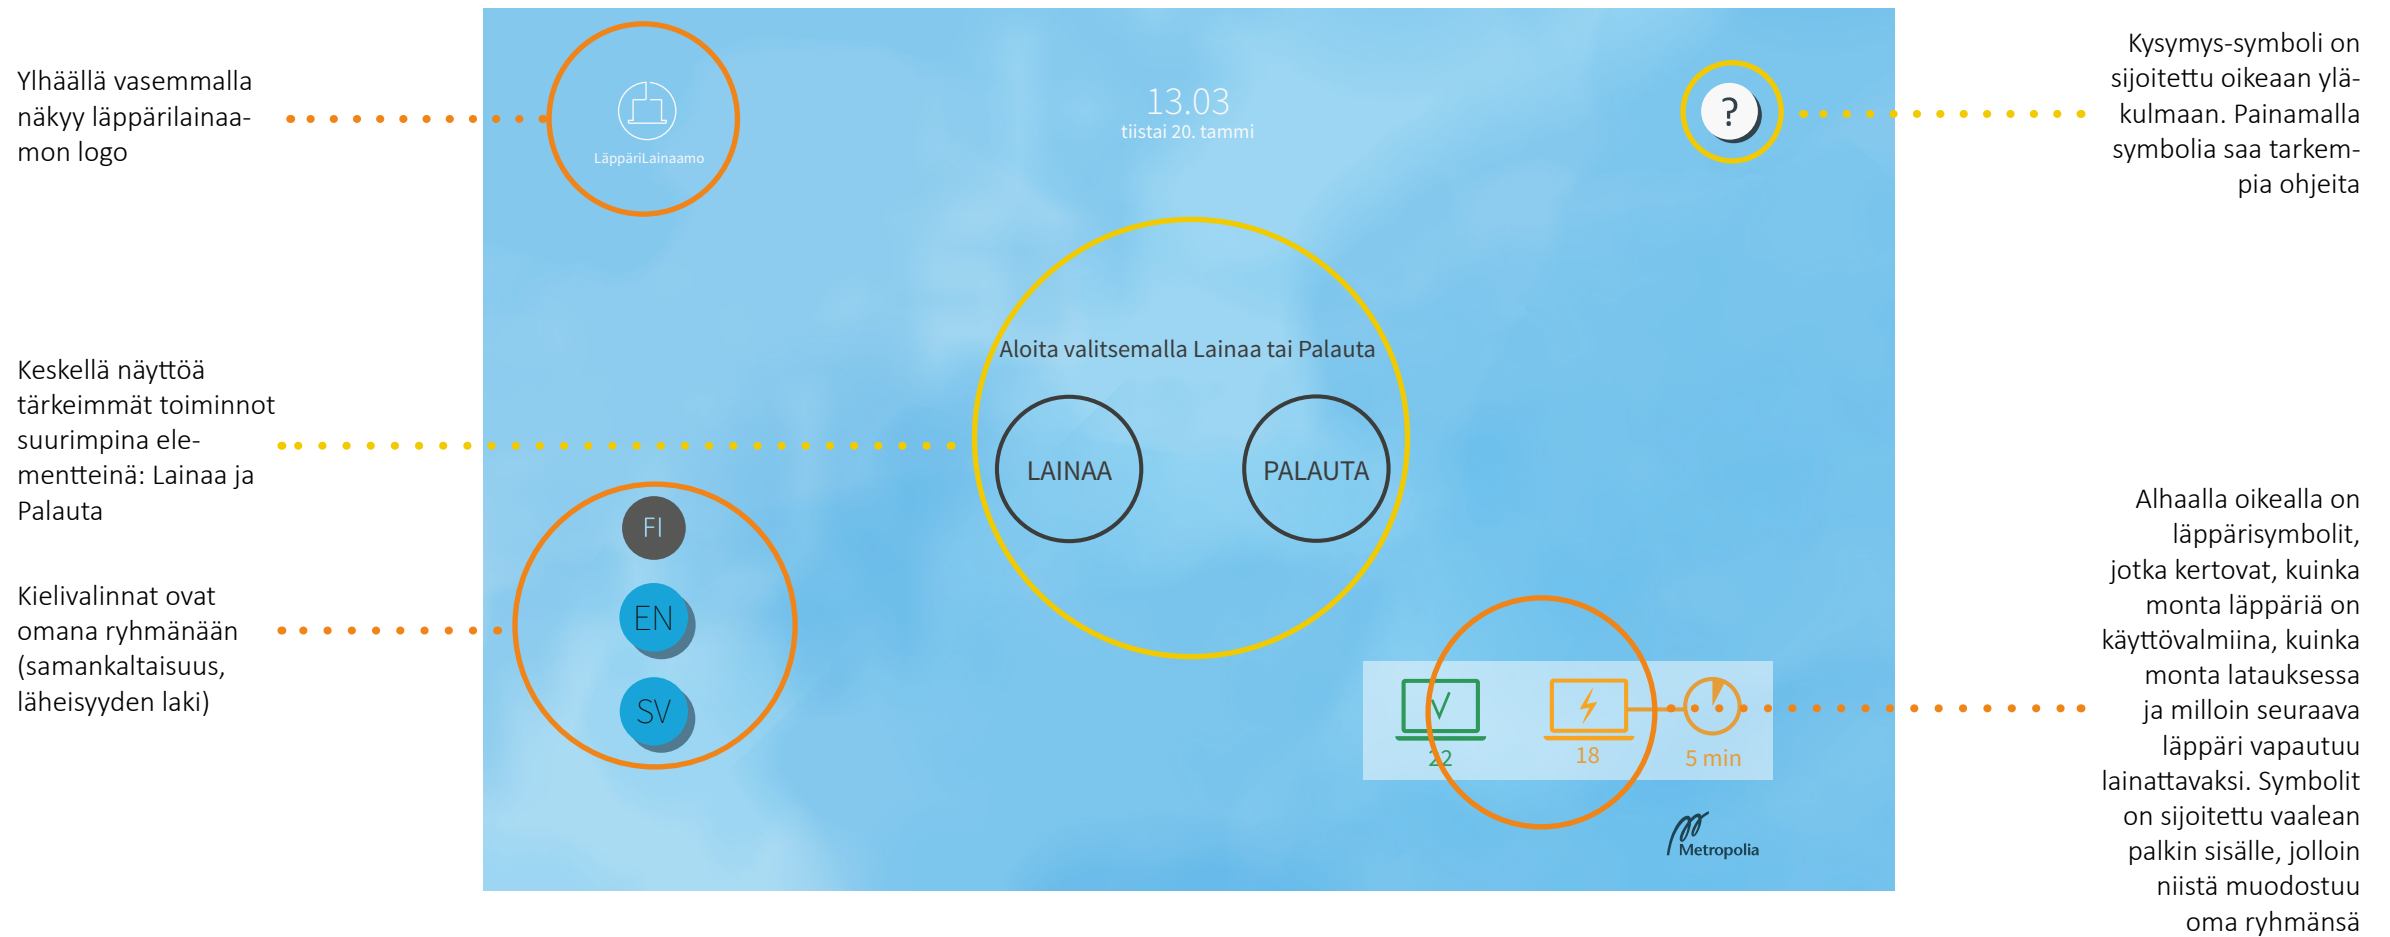 Ylhäällä vasemmalla
näkyy läppärilainaa-
mon logo
Keskellä näyttöä
tärkeimmät toiminnot
suurimpina ele-
mentteinä: Lainaa ja
Palauta
Kielivalinnat ovat
omana ryhmänään
(samankaltaisuus,
läheisyyden laki)
LäppäriLainaamo
13.03
tiistai 20. tammi
?
Aloita valitsemalla Lainaa tai Palauta
LAINAA
PALAUTA
FI
EN
SV
22
18
5 min
Metropolia
Kysymys-symboli on
sijoitettu oikeaan ylä-
kulmaan. Painamalla
symbolia saa tarkem-
pia ohjeita
Alhaalla oikealla on
läppärisymbolit,
jotka kertovat, kuinka
monta läppäriä on
käyttövalmiina, kuinka
monta latauksessa
ja milloin seuraava
läppäri vapautuu
lainattavaksi. Symbolit
on sijoitettu vaalean
palkin sisälle, jolloin
niistä muodostuu
oma ryhmänsä